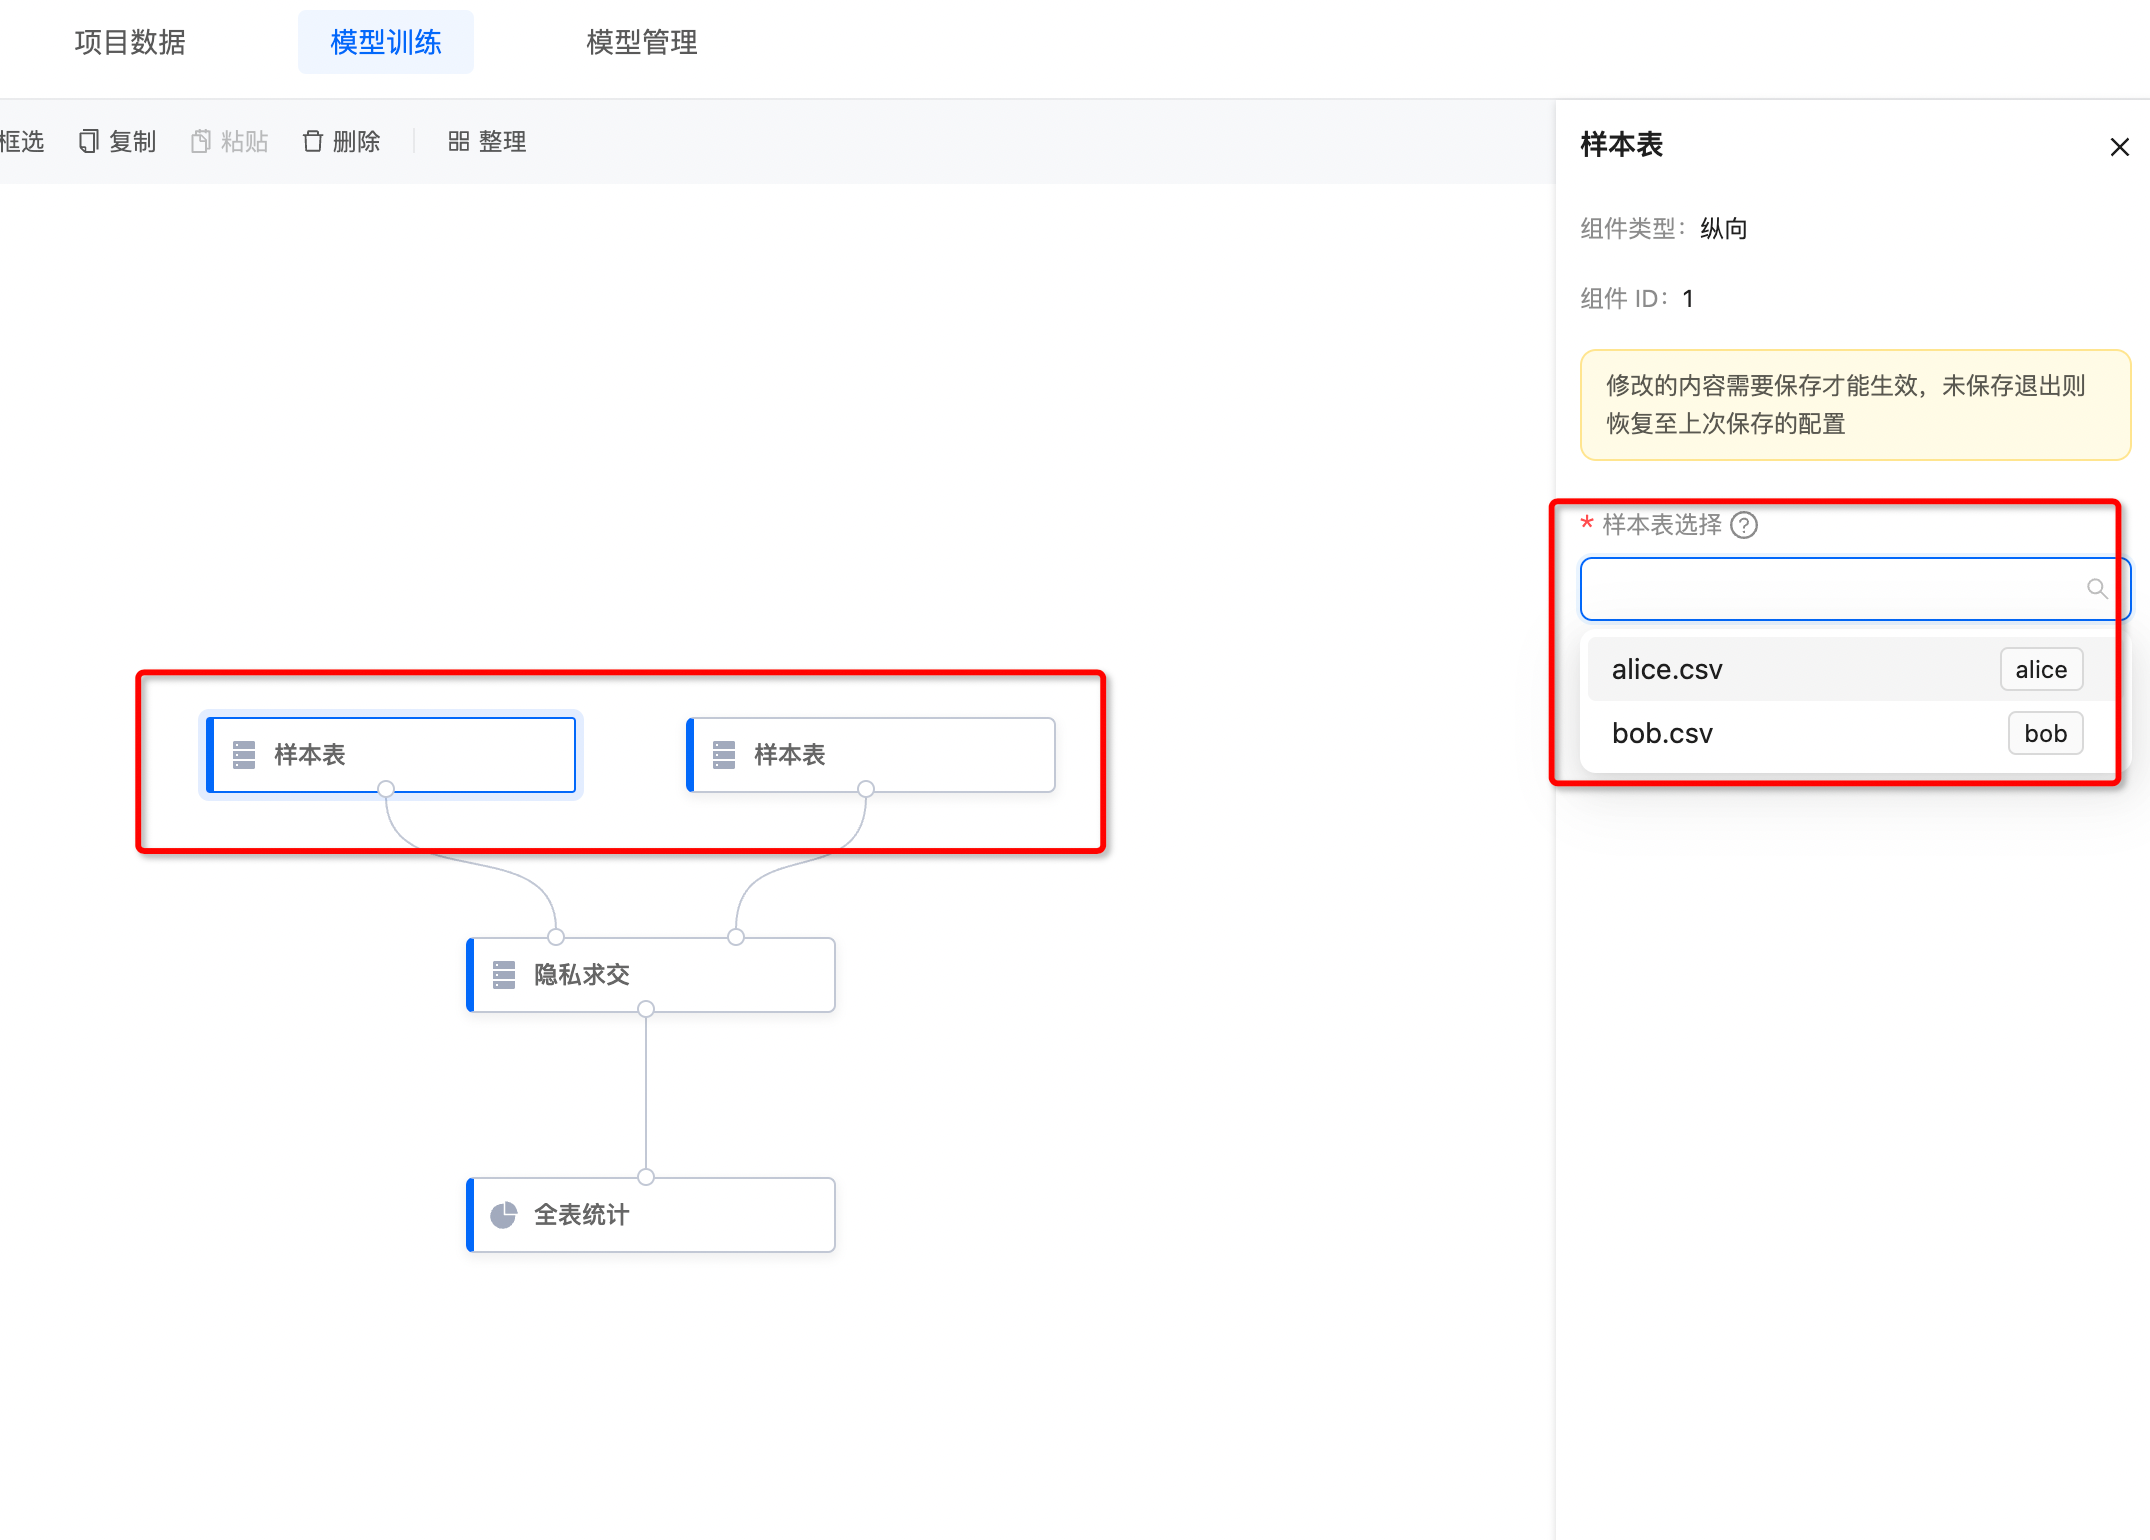 项目数据
模型训练
模型管理
框选
复制
粘贴
删除
整理
样本表
组件类型：纵向
组件 ID：1
修改的内容需要保存才能生效，未保存退出则
恢复至上次保存的配置
* 样本表选择 ?
alice.csv alice
bob.csv bob
样本表
样本表
隐私求交
全表统计